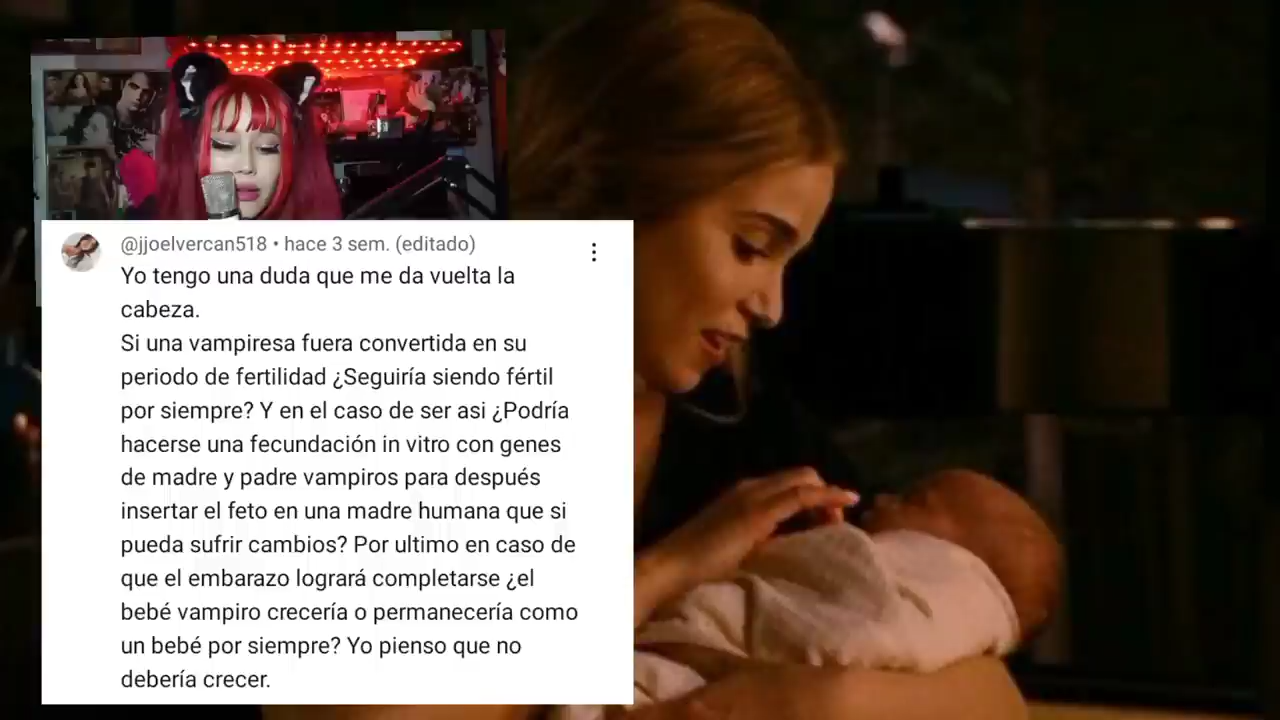 @jjoelvercan518 • hace 3 sem. (editado)
Yo tengo una duda que me da vuelta la
cabeza.
Si una vampiresa fuera convertida en su
periodo de fertilidad ¿Seguiría siendo fértil
por siempre? Y en el caso de ser asi ¿Podría
hacerse una fecundación in vitro con genes
de madre y padre vampiros para después
insertar el feto en una madre humana que si
pueda sufrir cambios? Por ultimo en caso de
que el embarazo logrará completarse ¿el
bebé vampiro crecería o permanecería como
un bebé por siempre? Yo pienso que no
debería crecer.